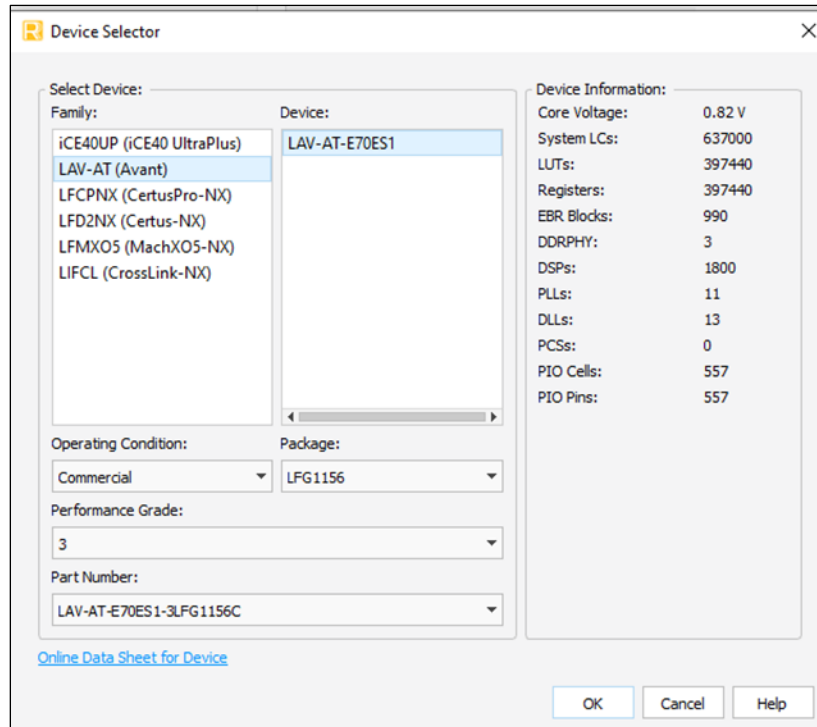 Device Selector
Select Device:
Family:
Device:
iCE40UP (iCE40 UltraPlus)
LAV-AT (Avant)
LFCPNX (CertusPro-NX)
LFD2NX (Certus-NX)
LFMXO5 (MachXO5-NX)
LIFCL (CrossLink-NX)
LAV-AT-E70ES1
Operating Condition:
Package:
Commercial
LFG1156
Performance Grade:
3
Part Number:
LAV-AT-E70ES1-3LFG1156C
Online Data Sheet for Device
Device Information:
Core Voltage: 0.82 V
System LCs: 637000
LUTs: 397440
Registers: 397440
EBR Blocks: 990
DDRPHY: 3
DSPs: 1800
PLLs: 11
DLLs: 13
PCSs: 0
PIO Cells: 557
PIO Pins: 557
OK Cancel Help